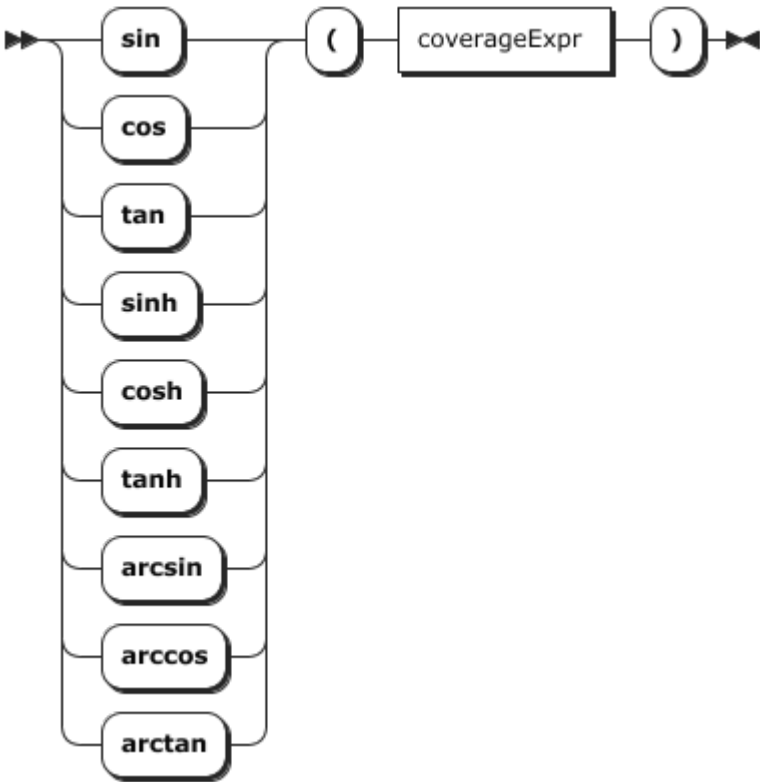 sin ( coverageExpr )
cos
tan
sinh
cosh
tanh
arcsin
arccos
arctan